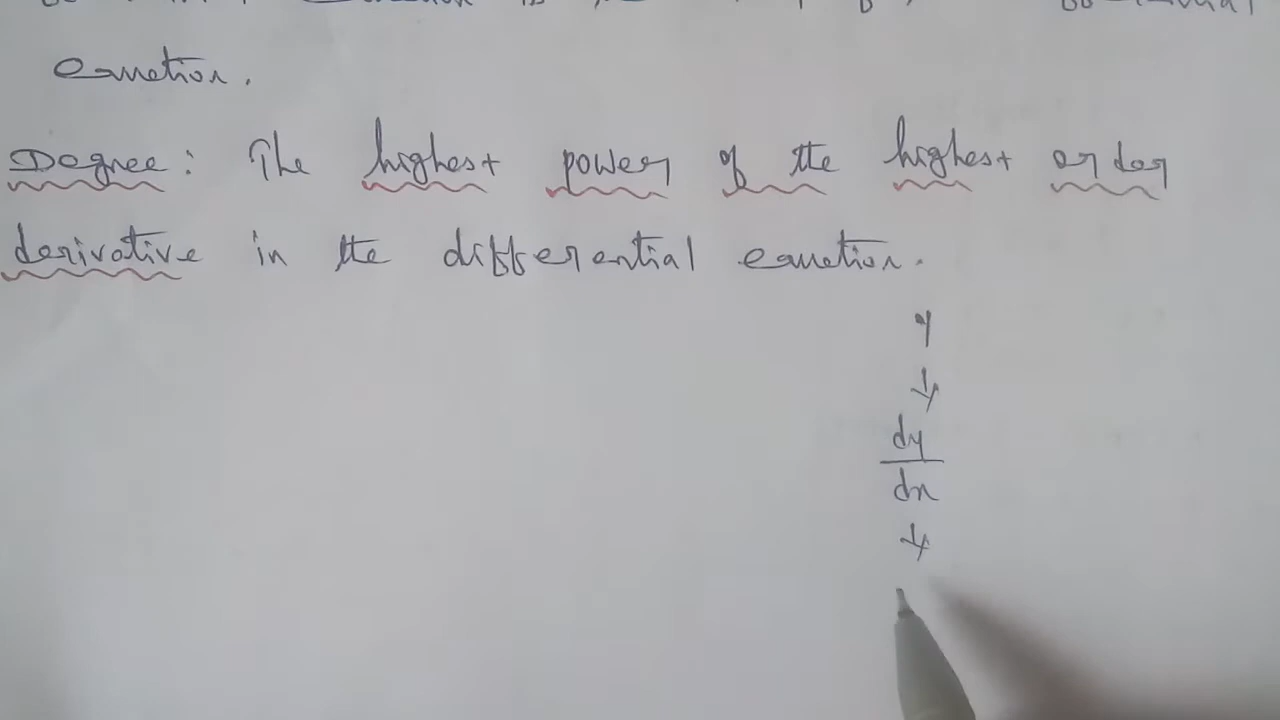 equation.
Degree: The highest power of the highest order
derivative in the differential equation.
y
↓
dy
dx
↓